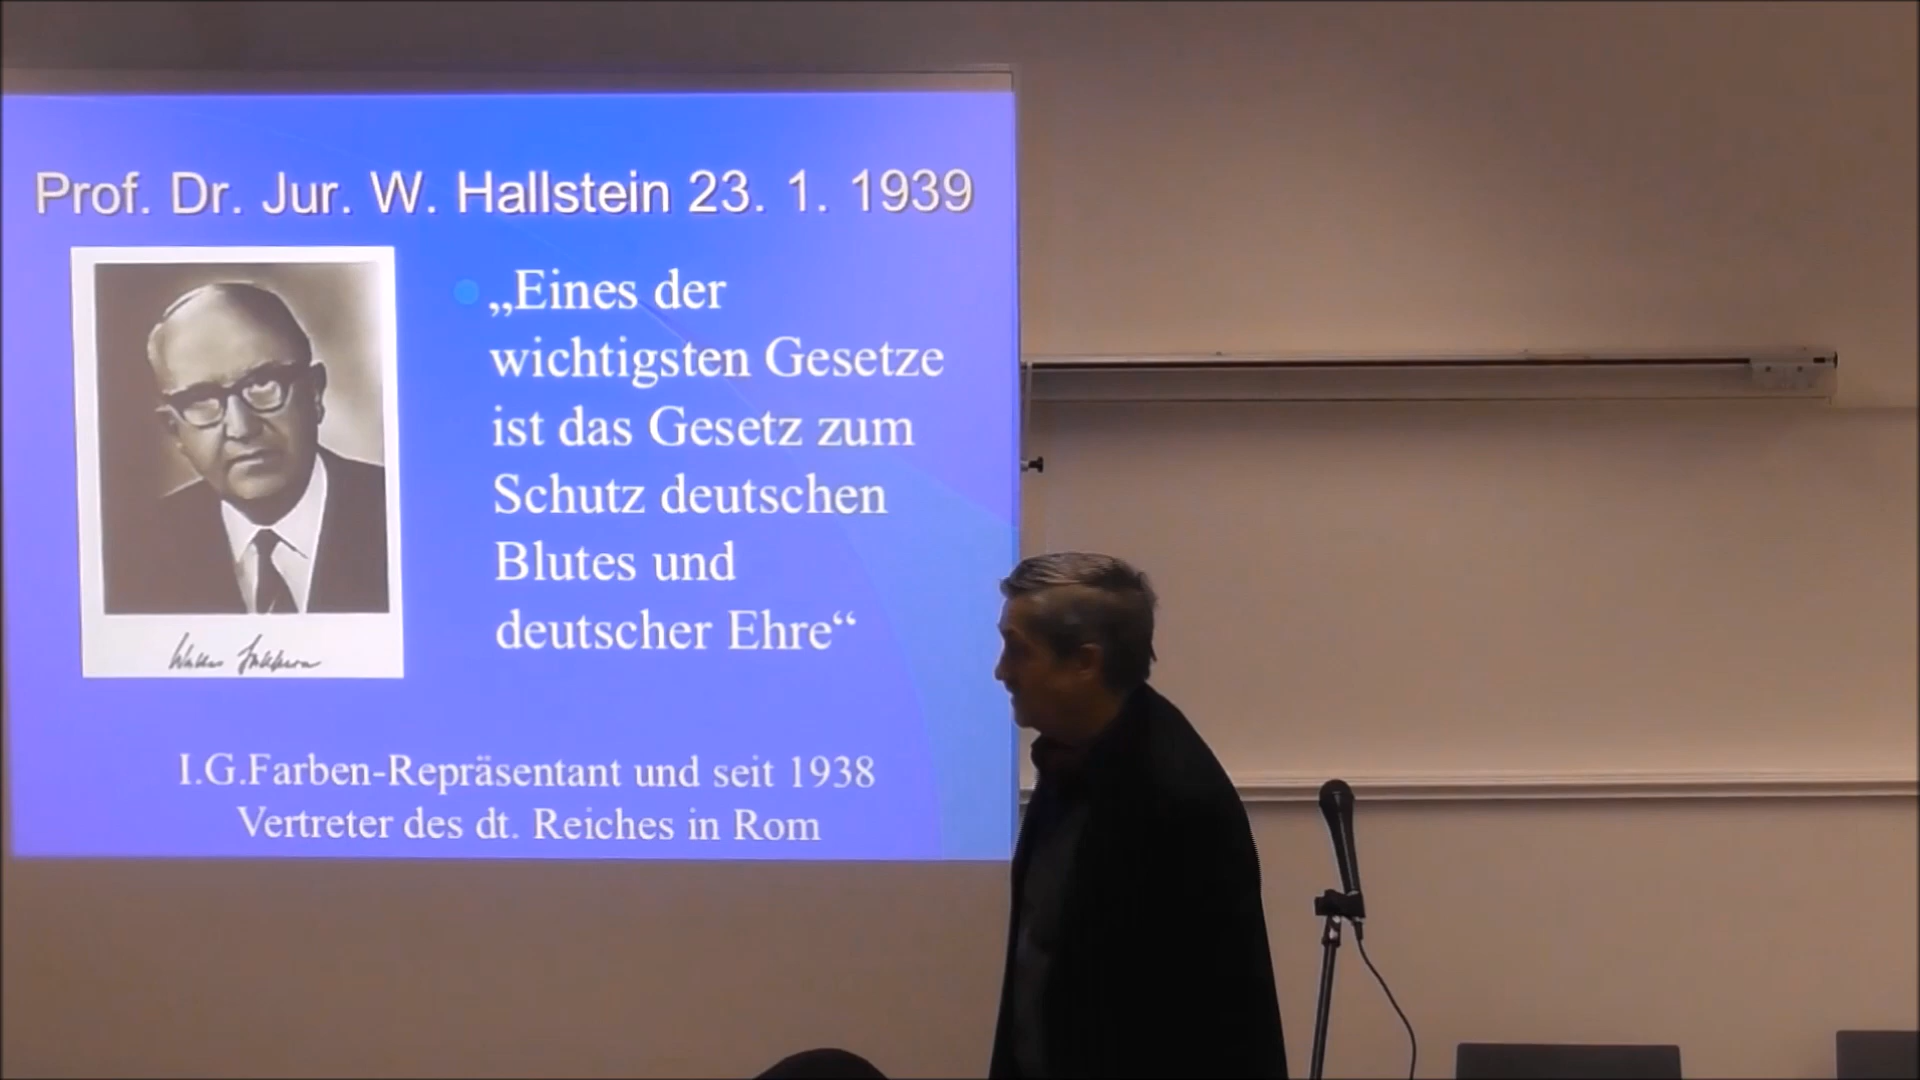 Prof. Dr. Jur. W. Hallstein 23. 1. 1939
„Eines der
wichtigsten Gesetze
ist das Gesetz zum
Schutz deutschen
Blutes und
deutscher Ehre“
I.G.Farben-Repräsentant und seit 1938
Vertreter des dt. Reiches in Rom